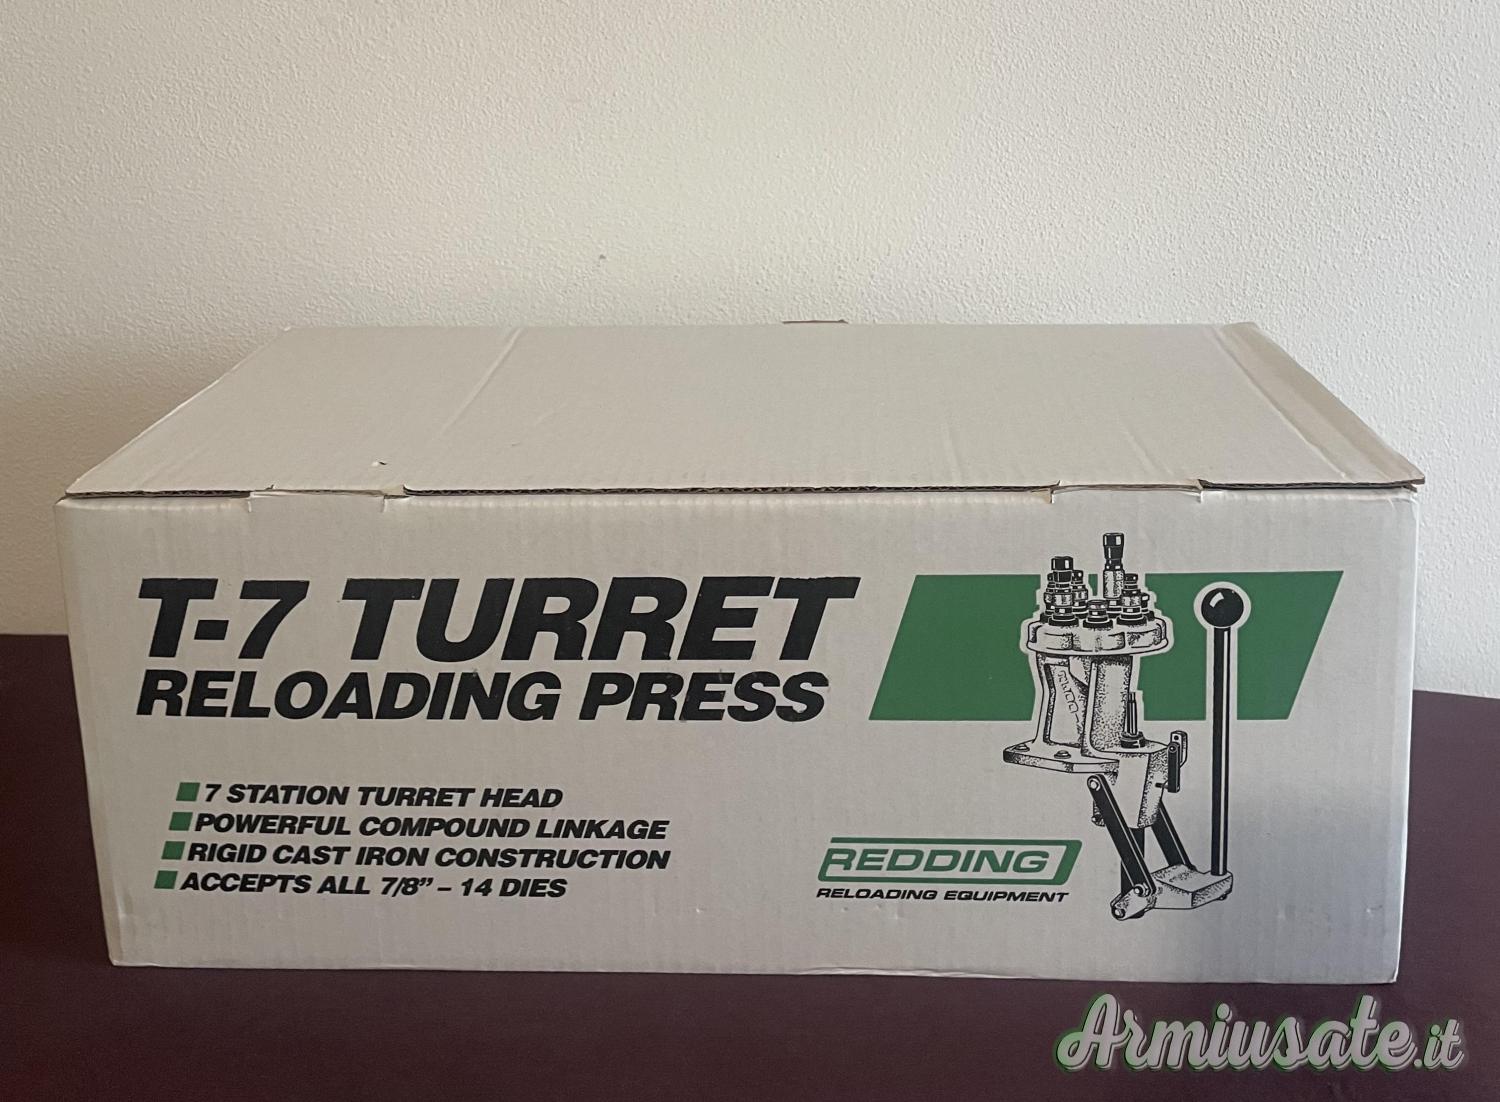 T-7 TURRET
RELOADING PRESS
7 STATION TURRET HEAD
POWERFUL COMPOUND LINKAGE
RIGID CAST IRON CONSTRUCTION
ACCEPTS ALL 7/8” – 14 DIES
REDDING
RELOADING EQUIPMENT
Armiusate.it